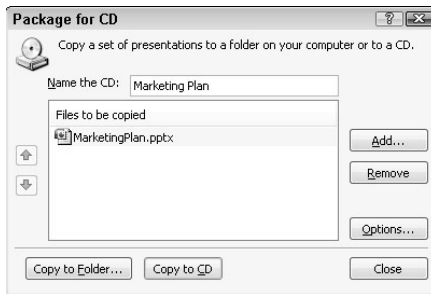 Package for CD
Copy a set of presentations to a folder on your computer or to a CD.
Name the CD: Marketing Plan
Files to be copied
MarketingPlan.pptx
Add...
Remove
Options...
Copy to Folder... Copy to CD Close